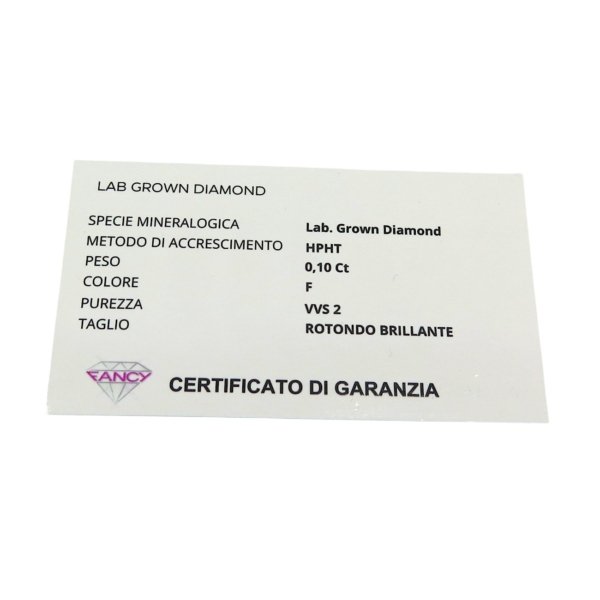 LAB GROWN DIAMOND
SPECIE MINERALOGICA Lab. Grown Diamond
METODO DI ACCRESCIMENTO HPHT
PESO 0,10 Ct
COLORE F
PUREZZA VVS 2
TAGLIO ROTONDO BRILLANTE
FANCY CERTIFICATO DI GARANZIA